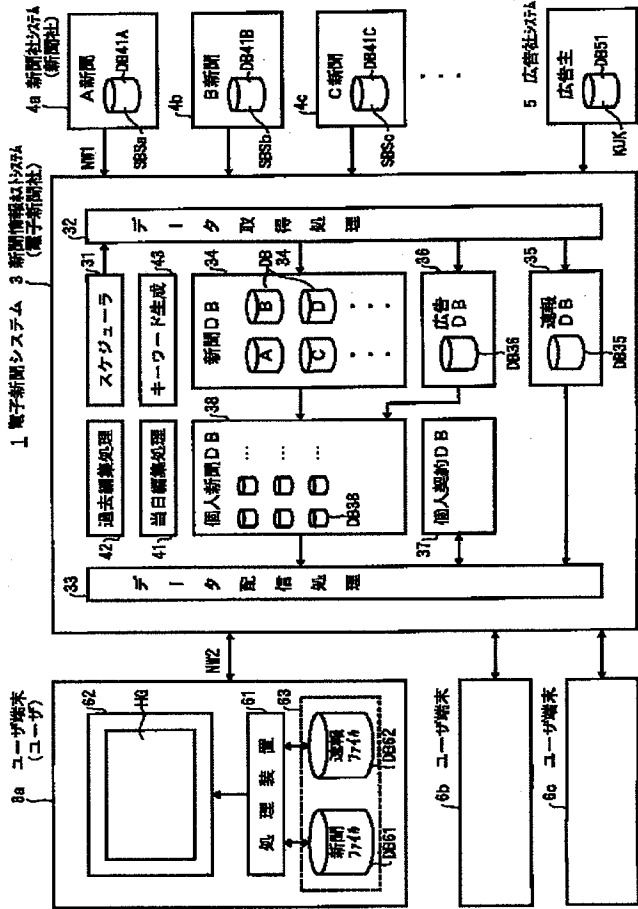 1 電子新聞システム
3 新聞情報ホストシステム
(電子新聞社)
8a ユーザ端末
(ユーザ)
62
HG
61
処理装置
63
新聞
ファイル
DB61
速報
ファイル
DB62
6b ユーザ端末
6c ユーザ端末
NW2
33
データ配信処理
42
過去編集処理
41
当日編集処理
38
個人新聞DB
DB38
37
個人契約DB
31
スケジューラ
43
キーワード生成
34
新聞DB
DB
34
A
B
C
D
36
広告
DB
DB36
35
速報
DB
DB35
32
データ取得処理
NW1
4a 新聞社システム
(新聞社)
A新聞
DB41A
SBSa
4b
B新聞
DB41B
SBSb
4c
C新聞
DB41C
SBSc
5 広告社システム
広告主
DB51
KUK